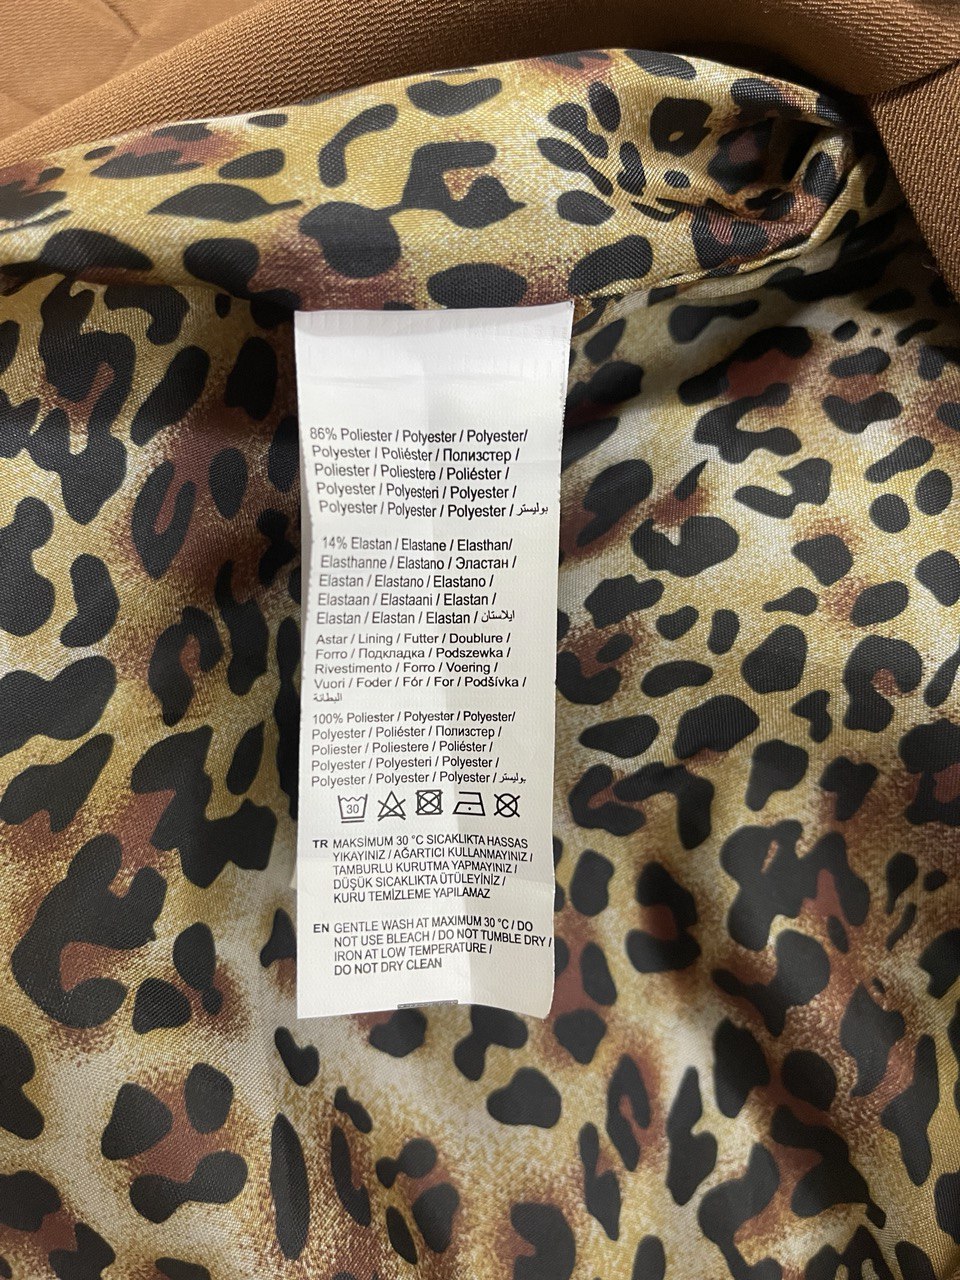 86% Poliester / Polyester / Polyester/
Polyester / Poliéster / Полиэстер /
Poliester / Poliestere / Poliéster /
Polyester / Polyesteri / Polyester /
Polyester / Polyester / Polyester / بوليستر
14% Elastan / Elastane / Elasthan/
Elasthanne / Elastano / Эластан /
Elastan / Elastano / Elastano /
Elastaan / Elastaani / Elastan /
Elastan / Elastan / Elastan / ايلاستان
Astar / Lining / Futter / Doublure /
Forro / Подкладка / Podszewka /
Rivestimento / Forro / Voering /
Vuori / Foder / Fór / For / Podšívka /
البطانة
100% Poliester / Polyester / Polyester/
Polyester / Poliéster / Полиэстер /
Poliester / Poliestere / Poliéster /
Polyester / Polyesteri / Polyester /
Polyester / Polyester / Polyester / بوليستر
30
TR MAKSİMUM 30 °C SICAKLIKTA HASSAS
YIKAYINIZ / AĞARTICI KULLANMAYINIZ /
TAMBURLU KURUTMA YAPMAYINIZ /
DÜŞÜK SICAKLIKTA ÜTÜLEYİNİZ /
KURU TEMİZLEME YAPILAMAZ
EN GENTLE WASH AT MAXIMUM 30 °C / DO
NOT USE BLEACH / DO NOT TUMBLE DRY /
IRON AT LOW TEMPERATURE /
DO NOT DRY CLEAN